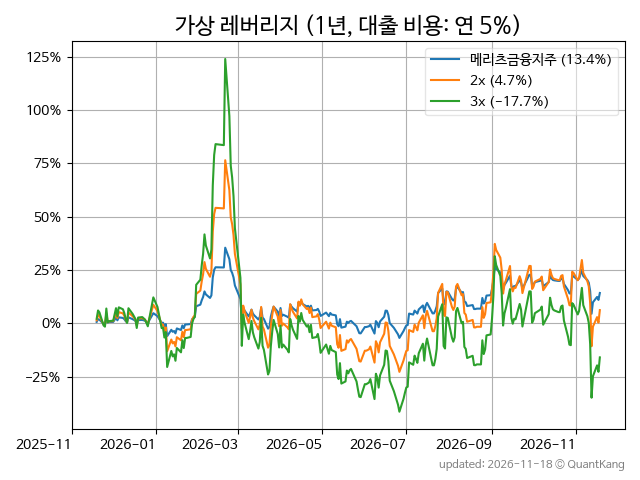 가상 레버리지 (1년, 대출 비용: 연 5%)
메리츠금융지주 (13.4%)
2x (4.7%)
3x (-17.7%)
125%
100%
75%
50%
25%
0%
−25%
2025-11 2026-01 2026-03 2026-05 2026-07 2026-09 2026-11
updated: 2026-11-18 © QuantKang